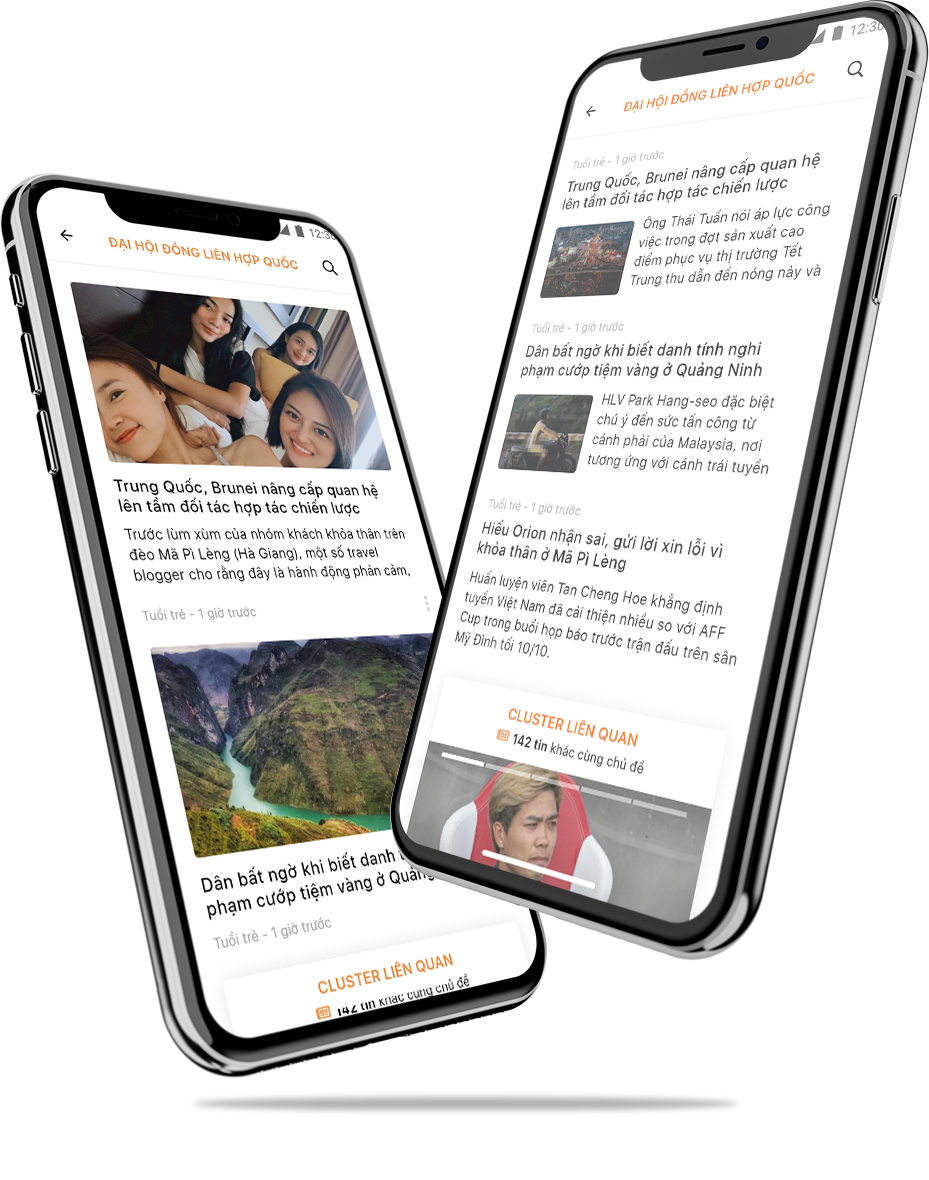 12:30
ĐẠI HỘI ĐỒNG LIÊN HỢP QUỐC
Trung Quốc, Brunei nâng cấp quan hệ
lên tầm đối tác hợp tác chiến lược
Trước lùm xùm của nhóm khách khỏa thân trên
đèo Mã Pì Lèng (Hà Giang), một số travel
blogger cho rằng đây là hành động phản cảm,
Tuổi trẻ - 1 giờ trước
Dân bất ngờ khi biết danh
phạm cướp tiệm vàng ở Quảng
Tuổi trẻ - 1 giờ trước
CLUSTER LIÊN QUAN
142 tin khác cùng chủ đề
12:30
ĐẠI HỘI ĐỒNG LIÊN HỢP QUỐC
Tuổi trẻ - 1 giờ trước
Trung Quốc, Brunei nâng cấp quan hệ
lên tầm đối tác hợp tác chiến lược
Ông Thái Tuấn nói áp lực công
việc trong đợt sản xuất cao
điểm phục vụ thị trường Tết
Trung thu dẫn đến nóng nảy và
Tuổi trẻ - 1 giờ trước
Dân bất ngờ khi biết danh tính nghi
phạm cướp tiệm vàng ở Quảng Ninh
HLV Park Hang-seo đặc biệt
chú ý đến sức tấn công từ
cánh phải của Malaysia, nơi
tương ứng với cánh trái tuyển
Tuổi trẻ - 1 giờ trước
Hiếu Orion nhận sai, gửi lời xin lỗi vì
khỏa thân ở Mã Pì Lèng
Huấn luyện viên Tan Cheng Hoe khẳng định
tuyển Việt Nam đã cải thiện nhiều so với AFF
Cup trong buổi họp báo trước trận đấu trên sân
Mỹ Đình tối 10/10.
CLUSTER LIÊN QUAN
142 tin khác cùng chủ đề